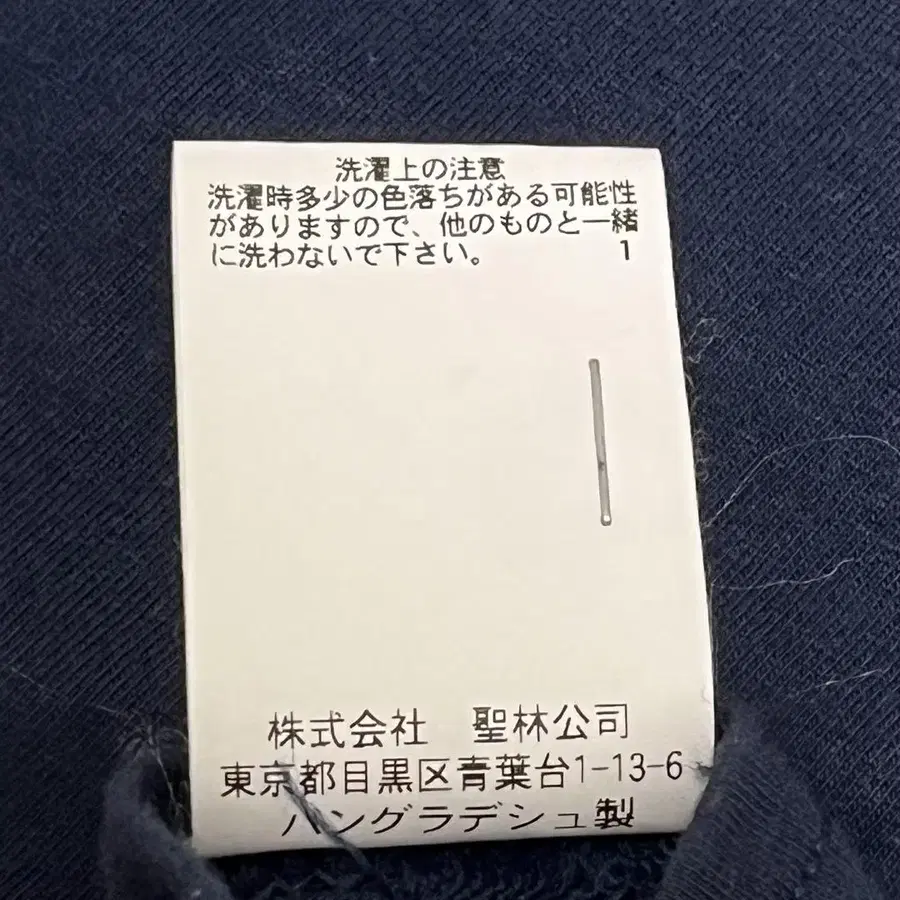 洗濯上の注意
洗濯時多少の色落ちがある可能性
がありますので、他のものと一緒
に洗わないで下さい。 1
株式会社 聖林公司
東京都目黒区青葉台1-13-6
バングラデシュ製